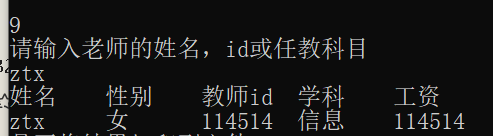 9
请输入老师的姓名，id或任教科目
ztx
姓名 性别 教师id 学科 工资
ztx 女 114514 信息 114514